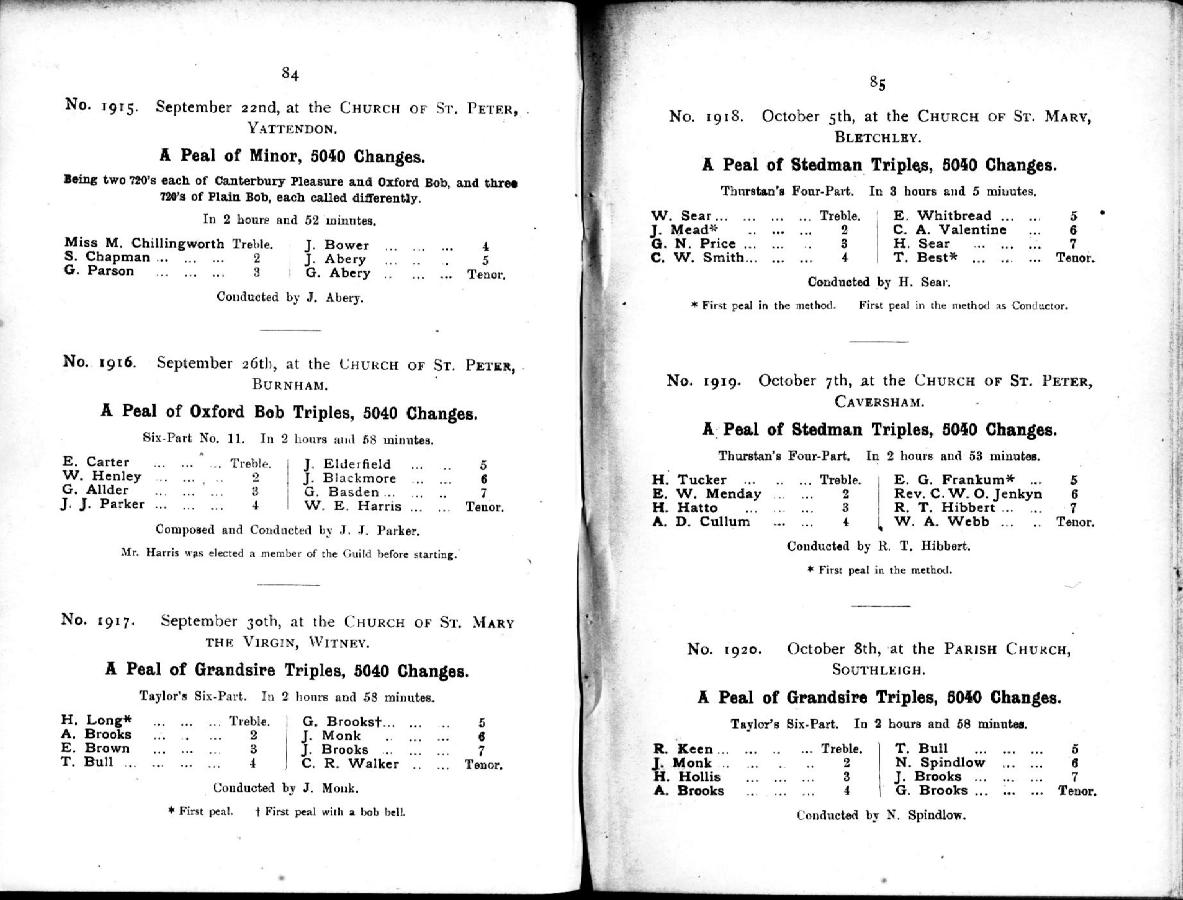 84
No. 1915. September 22nd, at the CHURCH OF ST. PETER,
YATTENDON.
A Peal of Minor, 5040 Changes.
Being two 720's each of Canterbury Pleasure and Oxford Bob, and three
720's of Plain Bob, each called differently.
In 2 hours and 52 minutes.
Miss M. Chillingworth Treble. J. Bower ... ... ... 4
S. Chapman ... ... ... 2 J. Abery ... ... .. 5
G. Parson ... ... ... 3 G. Abery .. ... ... Tenor.
Conducted by J. Abery.
No. 1916. September 26th, at the CHURCH OF ST. PETER,
BURNHAM.
A Peal of Oxford Bob Triples, 5040 Changes.
Six-Part No. 11. In 2 hours and 58 minutes.
E. Carter ... ... ... Treble. J. Elderfield ... .. 5
W. Henley ... ... .. 2 J. Blackmore ... ... 6
G. Allder ... ... ... 3 G. Basden ... ... .. 7
J. J. Parker ... ... ... 4 W. E. Harris ... ... Tenor.
Composed and Conducted by J. J. Parker.
Mr. Harris was elected a member of the Guild before starting.
No. 1917. September 30th, at the CHURCH OF ST. MARY
THE VIRGIN, WITNEY.
A Peal of Grandsire Triples, 5040 Changes.
Taylor's Six-Part. In 2 hours and 58 minutes.
H. Long* ... ... ... Treble. G. Brooks†... ... .. 5
A. Brooks ... .. ... 2 J. Monk .. ... ... 6
E. Brown ... ... ... 3 J. Brooks .. ... ... 7
T. Bull ... ... ... ... 4 C. R. Walker .. ... Tenor.
Conducted by J. Monk.
* First peal. † First peal with a bob bell.
85
No. 1918. October 5th, at the CHURCH OF ST. MARY,
BLETCHLEY.
A Peal of Stedman Triples, 5040 Changes.
Thurstan's Four-Part. In 3 hours and 5 minutes.
W. Sear ... ... ... ... Treble. E. Whitbread ... ... 5
J. Mead* .. ... ... 2 C. A. Valentine ... 6
G. N. Price ... ... .. 3 H. Sear ... ... ... 7
C. W. Smith... ... ... 4 T. Best* ... ... ... Tenor.
Conducted by H. Sear.
* First peal in the method. First peal in the method as Conductor.
No. 1919. October 7th, at the CHURCH OF ST. PETER,
CAVERSHAM.
A Peal of Stedman Triples, 5040 Changes.
Thurstan's Four-Part. In 2 hours and 53 minutes.
H. Tucker ... .. ... Treble. E. G. Frankum* ... 5
E. W. Menday ... ... 2 Rev. C. W. O. Jenkyn 6
H. Hatto ... ... ... 3 R. T. Hibbert ... ... 7
A. D. Cullum ... ... 4 W. A. Webb ... .. Tenor.
Conducted by R. T. Hibbert.
* First peal in the method.
No. 1920. October 8th, at the PARISH CHURCH,
SOUTHLEIGH.
A Peal of Grandsire Triples, 5040 Changes.
Taylor's Six-Part. In 2 hours and 58 minutes.
R. Keen ... ... .. ... Treble. T. Bull ... ... ... 5
J. Monk .. ... .. .. 2 N. Spindlow ... ... 6
H. Hollis ... ... ... 3 J. Brooks ... ... ... 7
A. Brooks ... ... ... 4 G. Brooks ... ... ... Tenor.
Conducted by N. Spindlow.